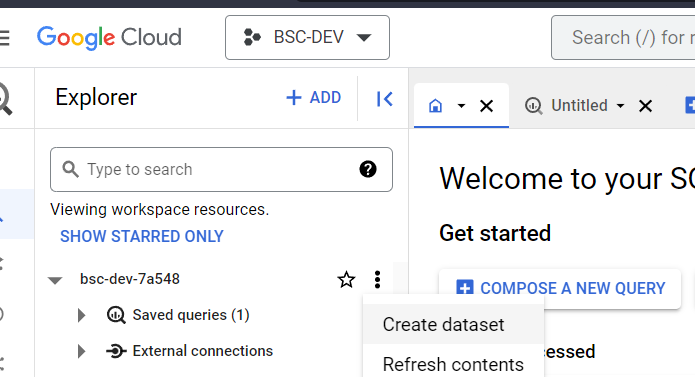 Google Cloud
BSC-DEV
Search (/) for r
Explorer
+ ADD
Untitled
Type to search
Viewing workspace resources.
SHOW STARRED ONLY
Welcome to your SQ
Get started
bsc-dev-7a548
COMPOSE A NEW QUERY
Saved queries (1)
Create dataset
External connections
cessed
Refresh contents